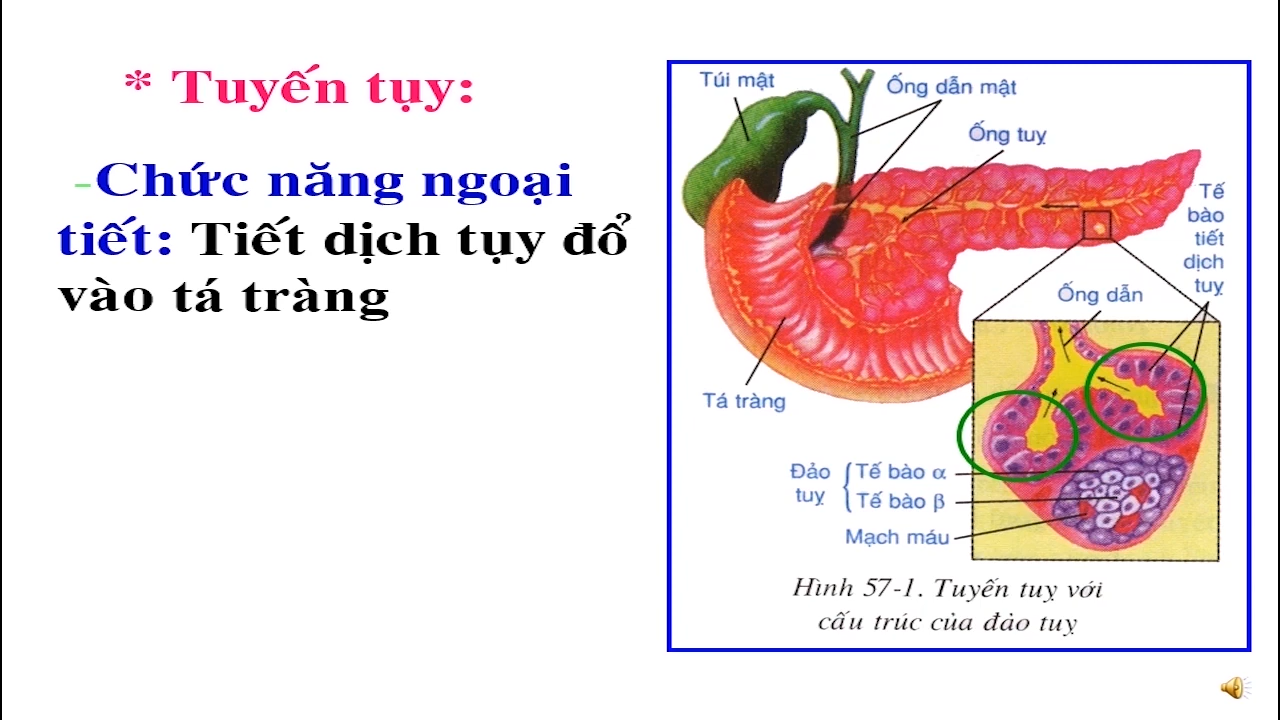 * Tuyến tụy:
-Chức năng ngoại
tiết: Tiết dịch tụy đổ
vào tá tràng
Túi mật
Ống dẫn mật
Ống tuỵ
Tế
bào
tiết
dịch
tuỵ
Ống dẫn
Tá tràng
Đảo
tuỵ
Tế bào α
Tế bào β
Mạch máu
Hình 57-1. Tuyến tuỵ với
cấu trúc của đảo tuỵ